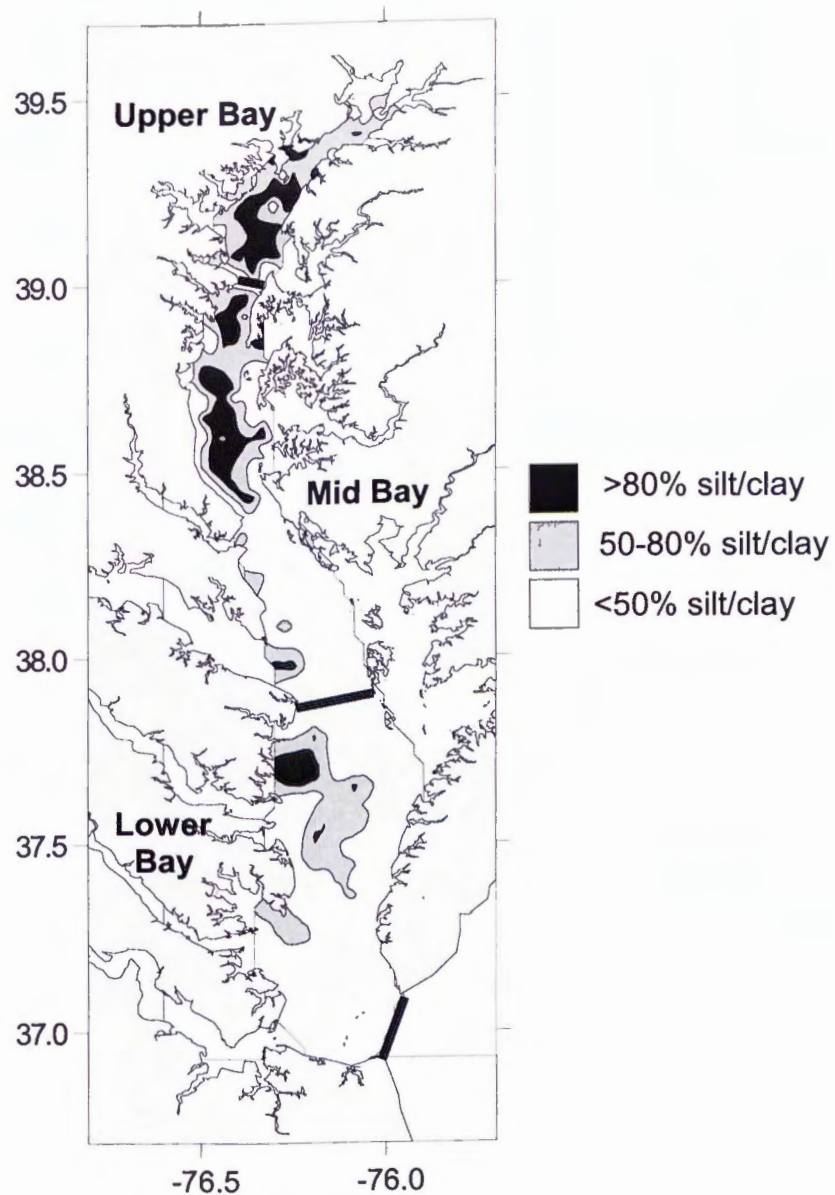 39.5
Upper Bay
39.0
38.5
Mid Bay
>80% silt/clay
50-80% silt/clay
<50% silt/clay
38.0
37.5
Lower
Bay
37.0
-76.5
-76.0